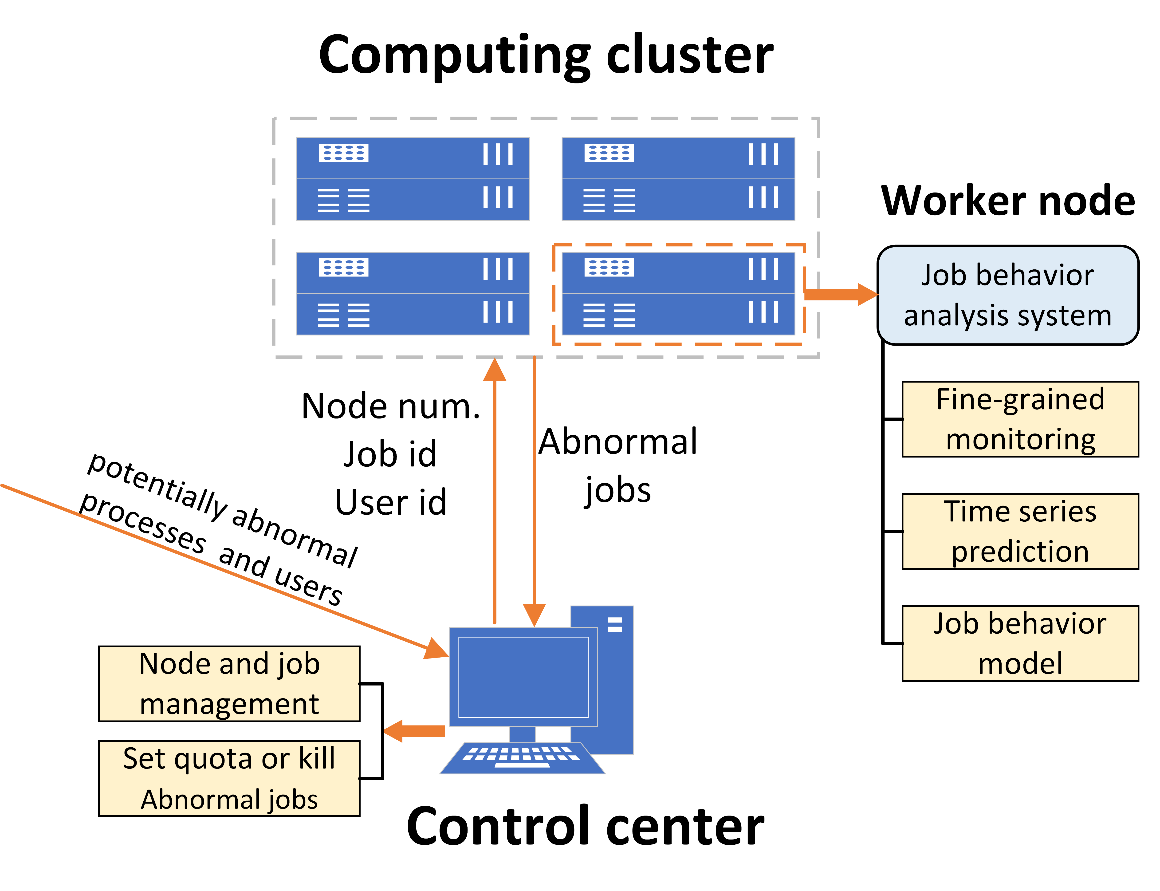 Computing cluster
Worker node
Job behavior
analysis system
Fine-grained
monitoring
Time series
prediction
Job behavior
model
Node num.
Job id
User id
Abnormal
jobs
potentially abnormal
processes and users
Node and job
management
Set quota or kill
Abnormal jobs
Control center